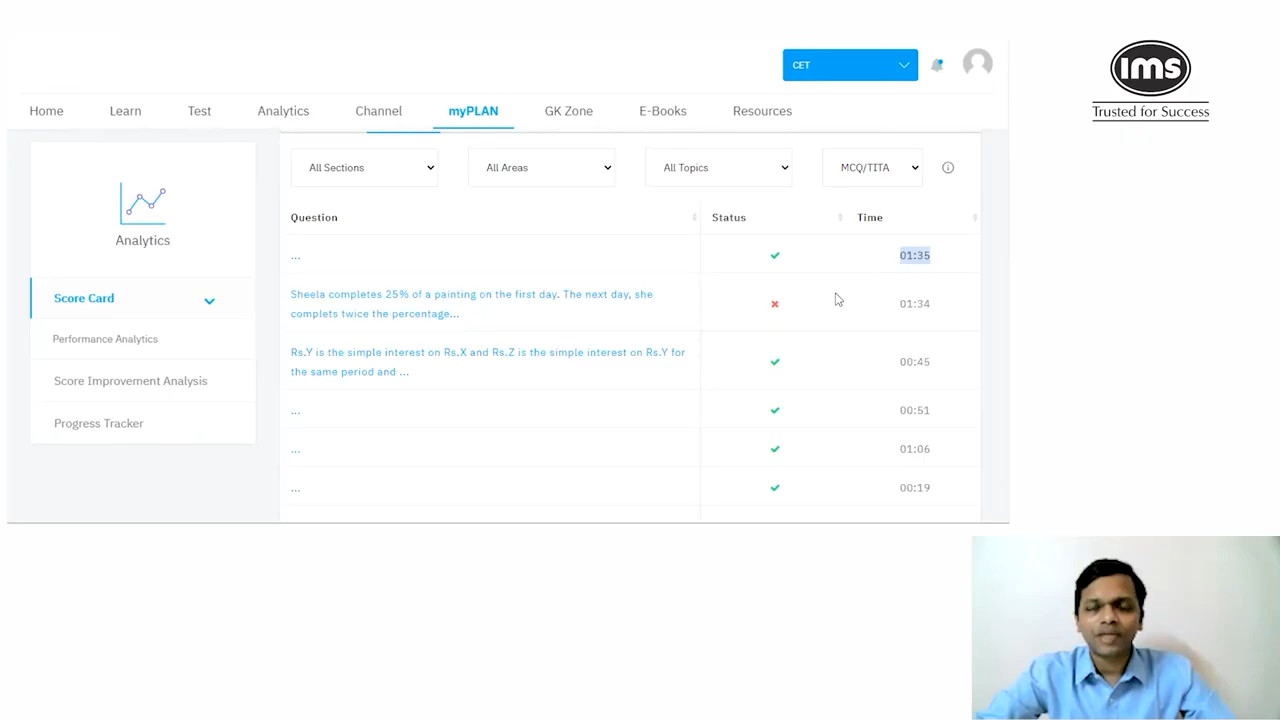 CET
ims
Trusted for Success
Home Learn Test Analytics Channel myPLAN GK Zone E-Books Resources
All Sections All Areas All Topics MCQ/TITA
Analytics
Score Card
Performance Analytics
Score Improvement Analysis
Progress Tracker
Question Status Time
... 01:35
Sheela completes 25% of a painting on the first day. The next day, she
complets twice the percentage... 01:34
Rs.Y is the simple interest on Rs.X and Rs.Z is the simple interest on Rs.Y for
the same period and ... 00:45
... 00:51
... 01:06
... 00:19